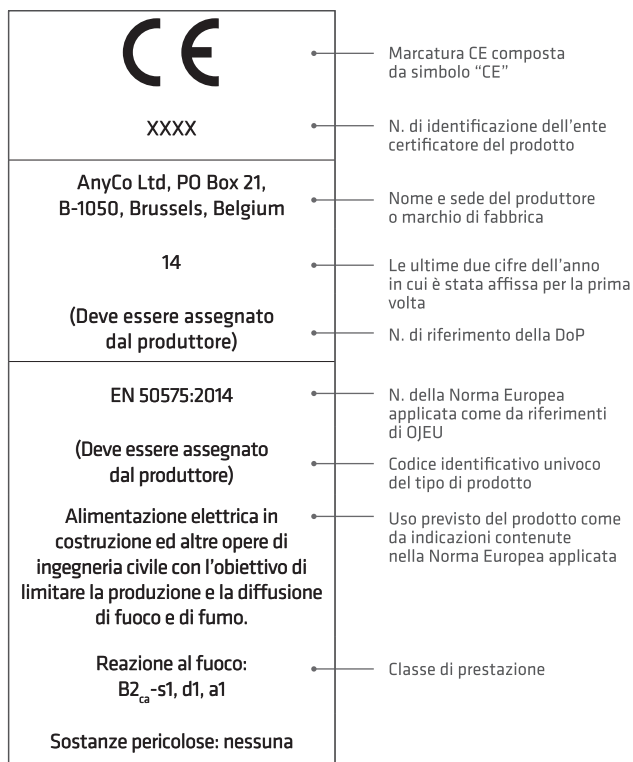 CE
Marcatura CE composta
da simbolo “CE”
XXXX
N. di identificazione dell’ente
certificatore del prodotto
AnyCo Ltd, PO Box 21,
B-1050, Brussels, Belgium
Nome e sede del produttore
o marchio di fabbrica
14
Le ultime due cifre dell’anno
in cui è stata affissa per la prima
volta
(Deve essere assegnato
dal produttore)
N. di riferimento della DoP
EN 50575:2014
N. della Norma Europea
applicata come da riferimenti
di OJEU
(Deve essere assegnato
dal produttore)
Codice identificativo univoco
del tipo di prodotto
Alimentazione elettrica in
costruzione ed altre opere di
ingegneria civile con l’obiettivo di
limitare la produzione e la diffusione
di fuoco e di fumo.
Uso previsto del prodotto come
da indicazioni contenute
nella Norma Europea applicata
Reazione al fuoco:
B2ca-s1, d1, a1
Classe di prestazione
Sostanze pericolose: nessuna